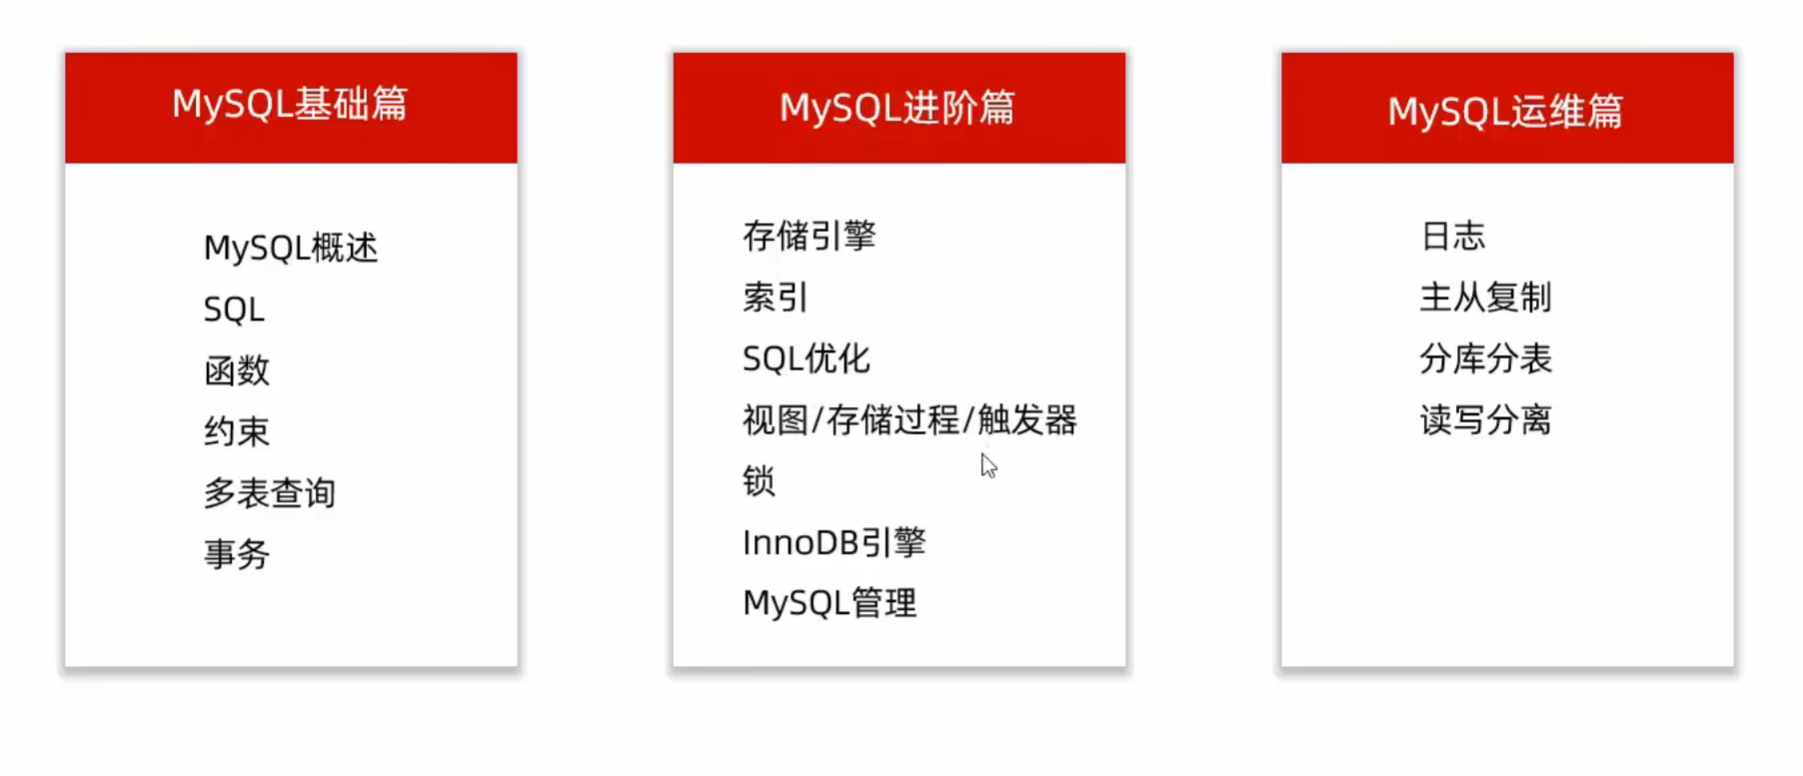 MySQL基础篇
MySQL概述
SQL
函数
约束
多表查询
事务
MySQL进阶篇
存储引擎
索引
SQL优化
视图/存储过程/触发器
锁
InnoDB引擎
MySQL管理
MySQL运维篇
日志
主从复制
分库分表
读写分离